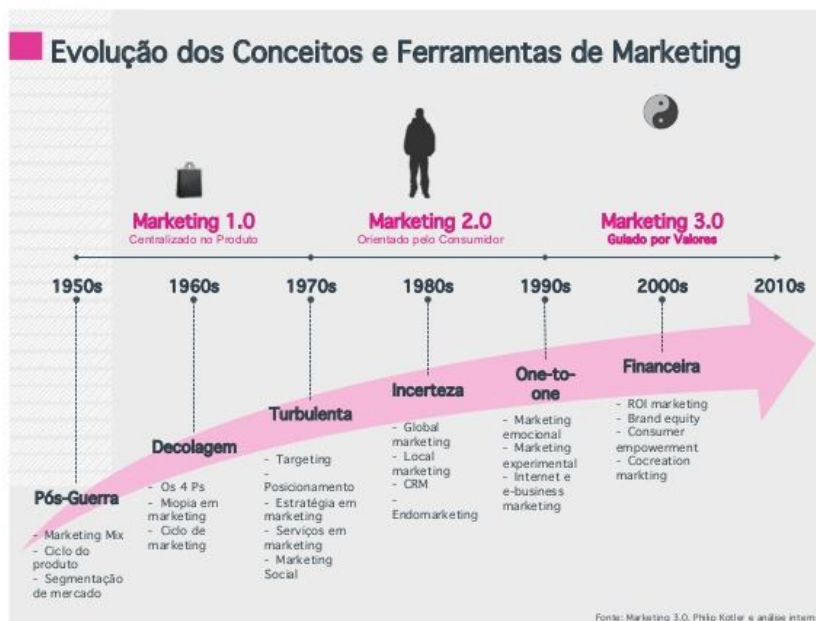 Evolução dos Conceitos e Ferramentas de Marketing
Marketing 1.0
Centralizado no Produto
Marketing 2.0
Orientado pelo Consumidor
Marketing 3.0
Guiado por Valores
1950s
1960s
1970s
1980s
1990s
2000s
2010s
Pós-Guerra
- Marketing Mix
- Ciclo do
produto
- Segmentação
de mercado
Decolagem
- Os 4 Ps
- Miopia em
marketing
- Ciclo de
marketing
Turbulenta
- Targeting
-
Posicionamento
- Estratégia em
marketing
- Serviços em
marketing
- Marketing
Social
Incerteza
- Global
marketing
- Local
marketing
- CRM
-
Endomarketing
One-to-
one
- Marketing
emocional
- Marketing
experimental
- Internet e
e-business
marketing
Financeira
- ROI marketing
- Brand equity
- Consumer
empowerment
- Cocreation
markting
Fonte: Marketing 3.0. Philip Kotler e análise